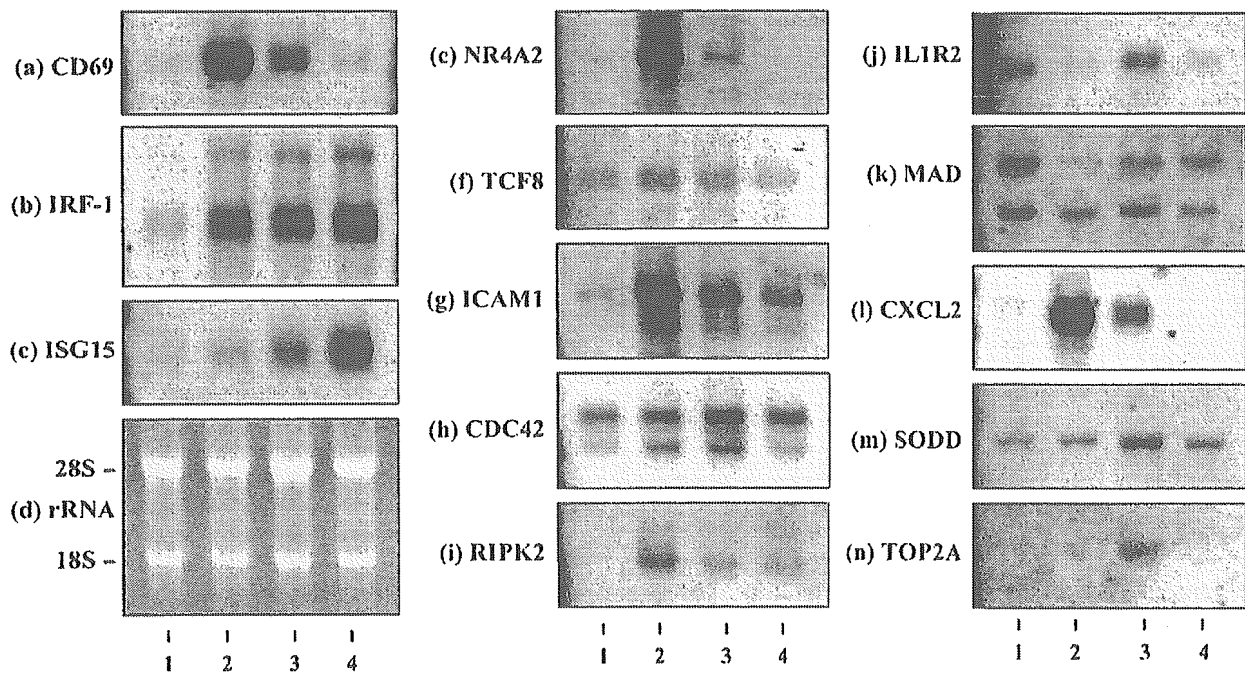 (a) CD69
(b) IRF-1
(c) ISG15
28S
(d) rRNA
18S
1 2 3 4
(c) NR4A2
(f) TCF8
(g) ICAM1
(h) CDC42
(i) RIPK2
1 2 3 4
(j) IL1R2
(k) MAD
(l) CXCL2
(m) SODD
(n) TOP2A
1 2 3 4